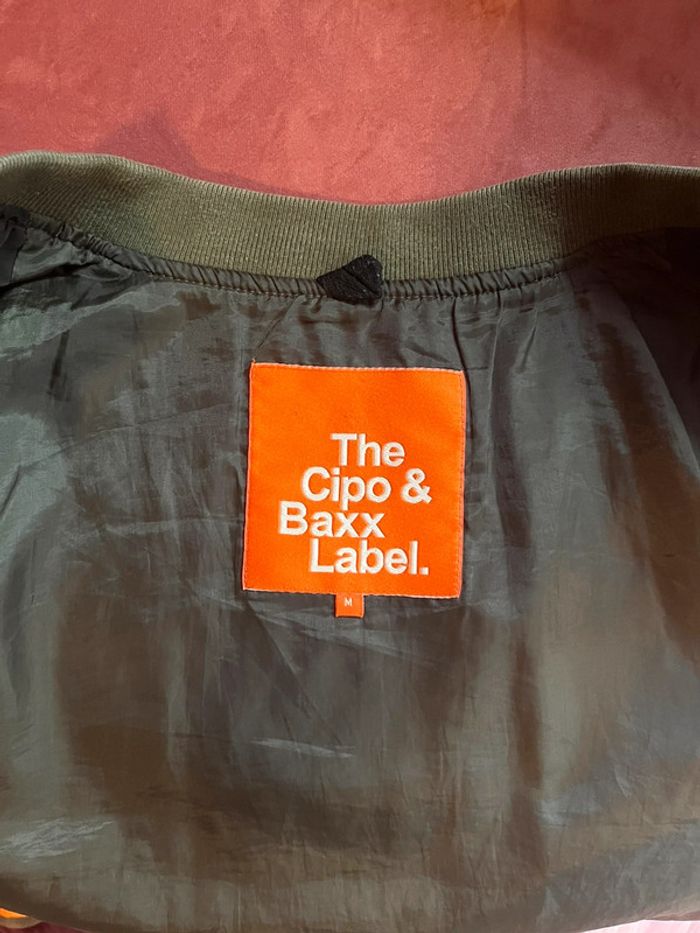 The
Cipo &
Baxx
Label.
M